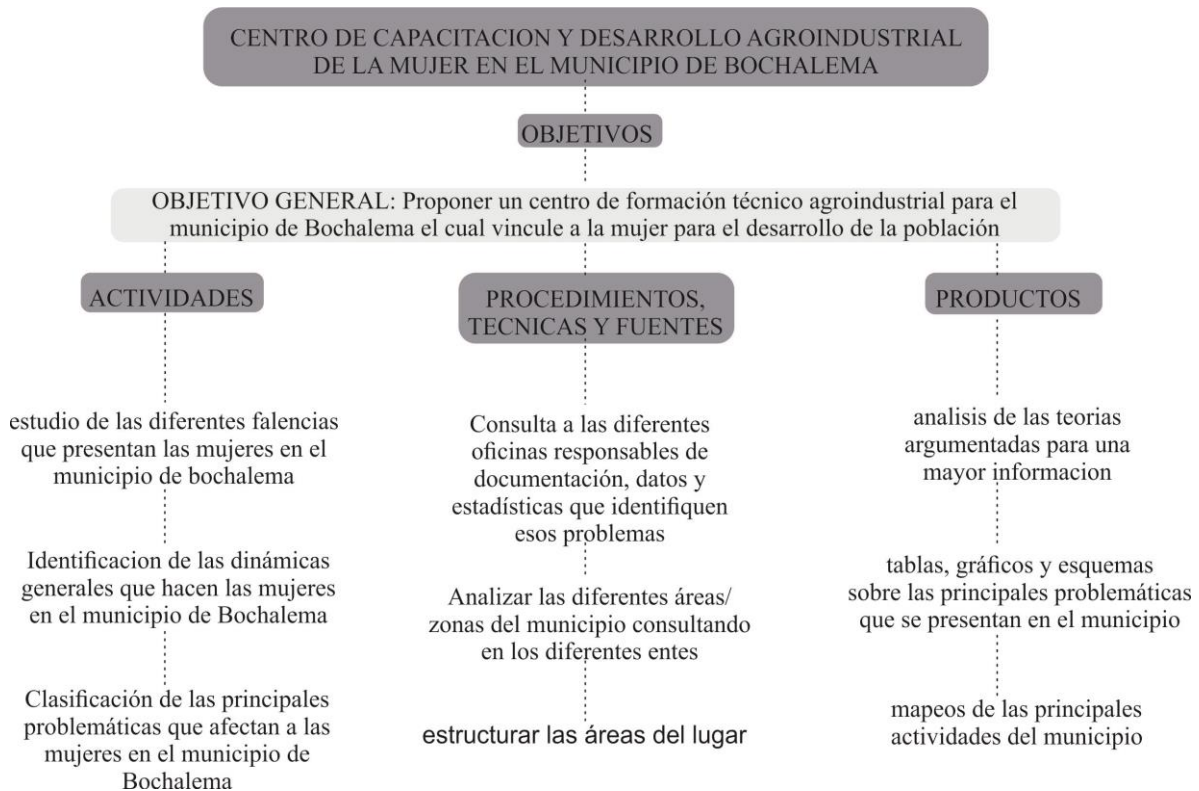 CENTRO DE CAPACITACION Y DESARROLLO AGROINDUSTRIAL
DE LA MUJER EN EL MUNICIPIO DE BOCHALEMA
OBJETIVOS
OBJETIVO GENERAL: Proponer un centro de formación técnico agroindustrial para el
municipio de Bochalema el cual vincule a la mujer para el desarrollo de la población
ACTIVIDADES
estudio de las diferentes falencias
que presentan las mujeres en el
municipio de bochalema
Identificacion de las dinámicas
generales que hacen las mujeres
en el municipio de Bochalema
Clasificación de las principales
problemáticas que afectan a las
mujeres en el municipio de
Bochalema
PROCEDIMIENTOS,
TECNICAS Y FUENTES
Consulta a las diferentes
oficinas responsables de
documentación, datos y
estadísticas que identifiquen
esos problemas
Analizar las diferentes áreas/
zonas del municipio consultando
en los diferentes entes
estructurar las áreas del lugar
PRODUCTOS
analisis de las teorias
argumentadas para una
mayor informacion
tablas, gráficos y esquemas
sobre las principales problemáticas
que se presentan en el municipio
mapeos de las principales
actividades del municipio